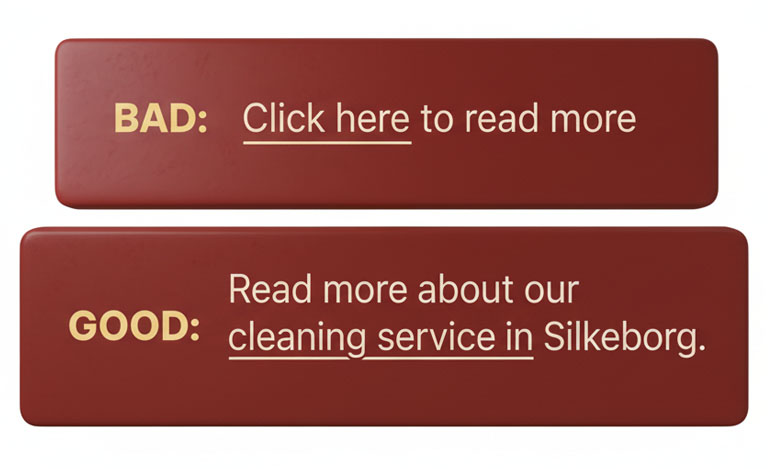 BAD: Click here to read more
GOOD: Read more about our
cleaning service in Silkeborg.